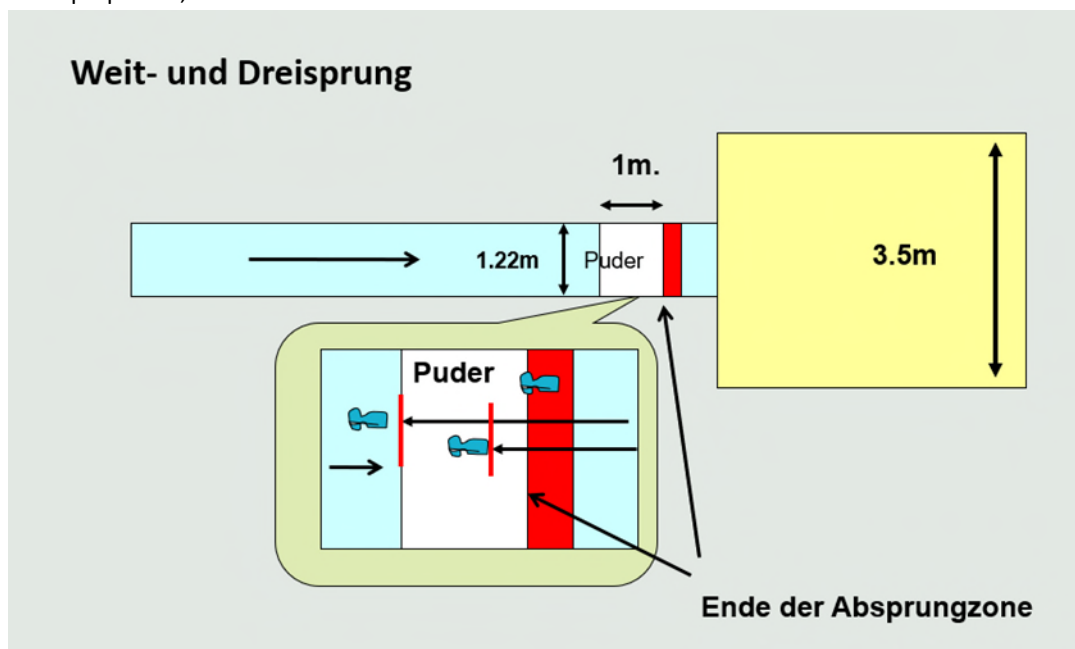 Weit- und Dreisprung
1m.
1.22m
Puder
3.5m
Puder
Ende der Absprungzone